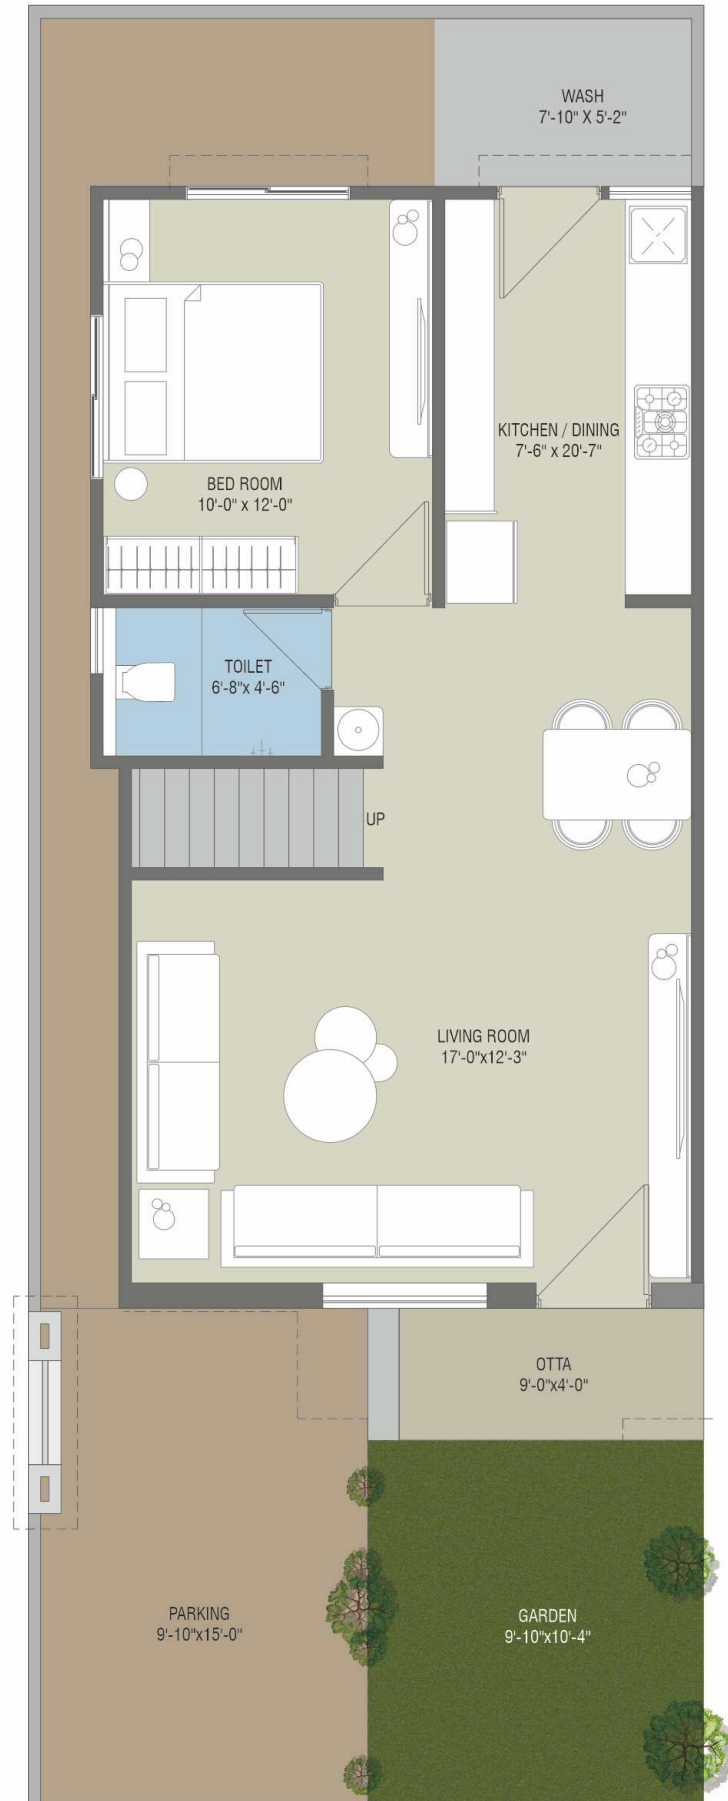 WASH
7'-10" X 5'-2"
KITCHEN / DINING
7'-6" x 20'-7"
BED ROOM
10'-0" x 12'-0"
TOILET
6'-8"x 4'-6"
UP
LIVING ROOM
17'-0"x12'-3"
OTTA
9'-0"x4'-0"
PARKING
9'-10"x15'-0"
GARDEN
9'-10"x10'-4"